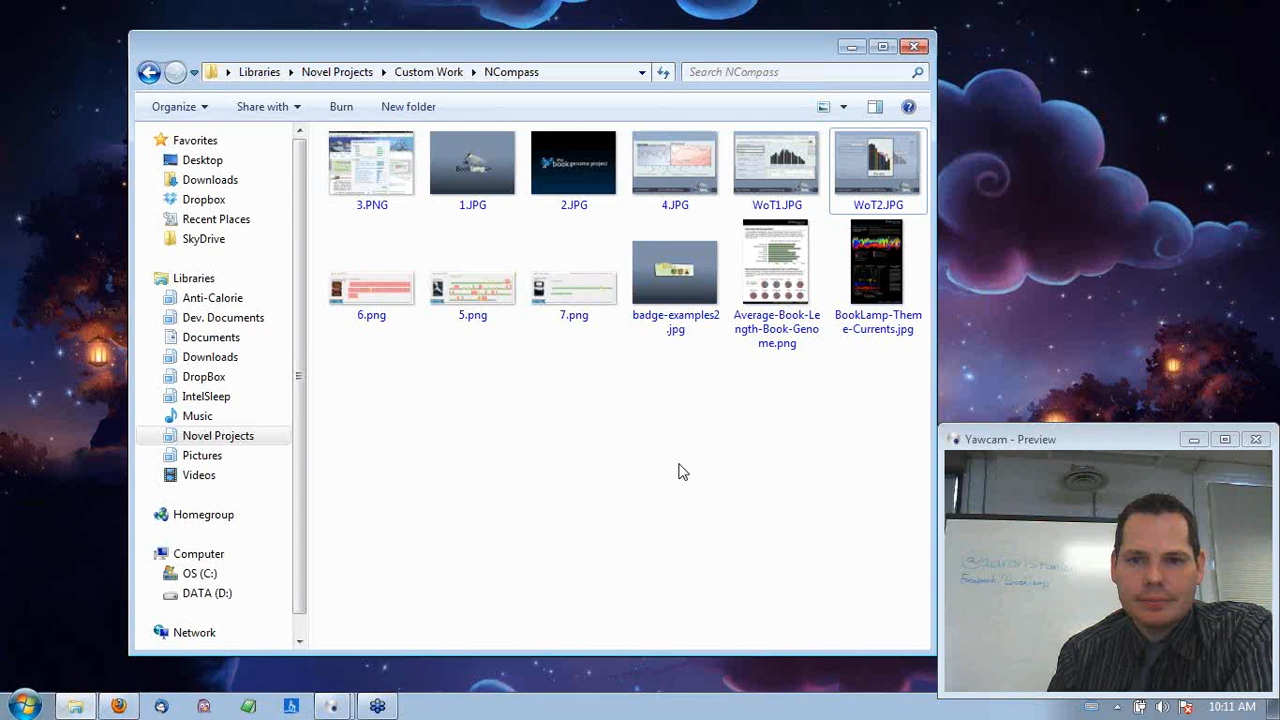 Libraries
Novel Projects
Custom Work
NCompass
Search NCompass
Organize
Share with
Burn
New folder
Favorites
Desktop
Downloads
Dropbox
Recent Places
SkyDrive
Libraries
Anti-Calorie
Dev. Documents
Documents
Downloads
DropBox
IntelSleep
Music
Novel Projects
Pictures
Videos
Homegroup
Computer
OS (C:)
DATA (D:)
Network
book genome project
3.PNG
1.JPG
2.JPG
4.JPG
WoT1.JPG
WoT2.JPG
6.png
5.png
7.png
badge-examples2
.jpg
Average-Book-Le
ngth-Book-Geno
me.png
BookLamp-Them
e-Currents.jpg
Yawcam - Preview
10:11 AM